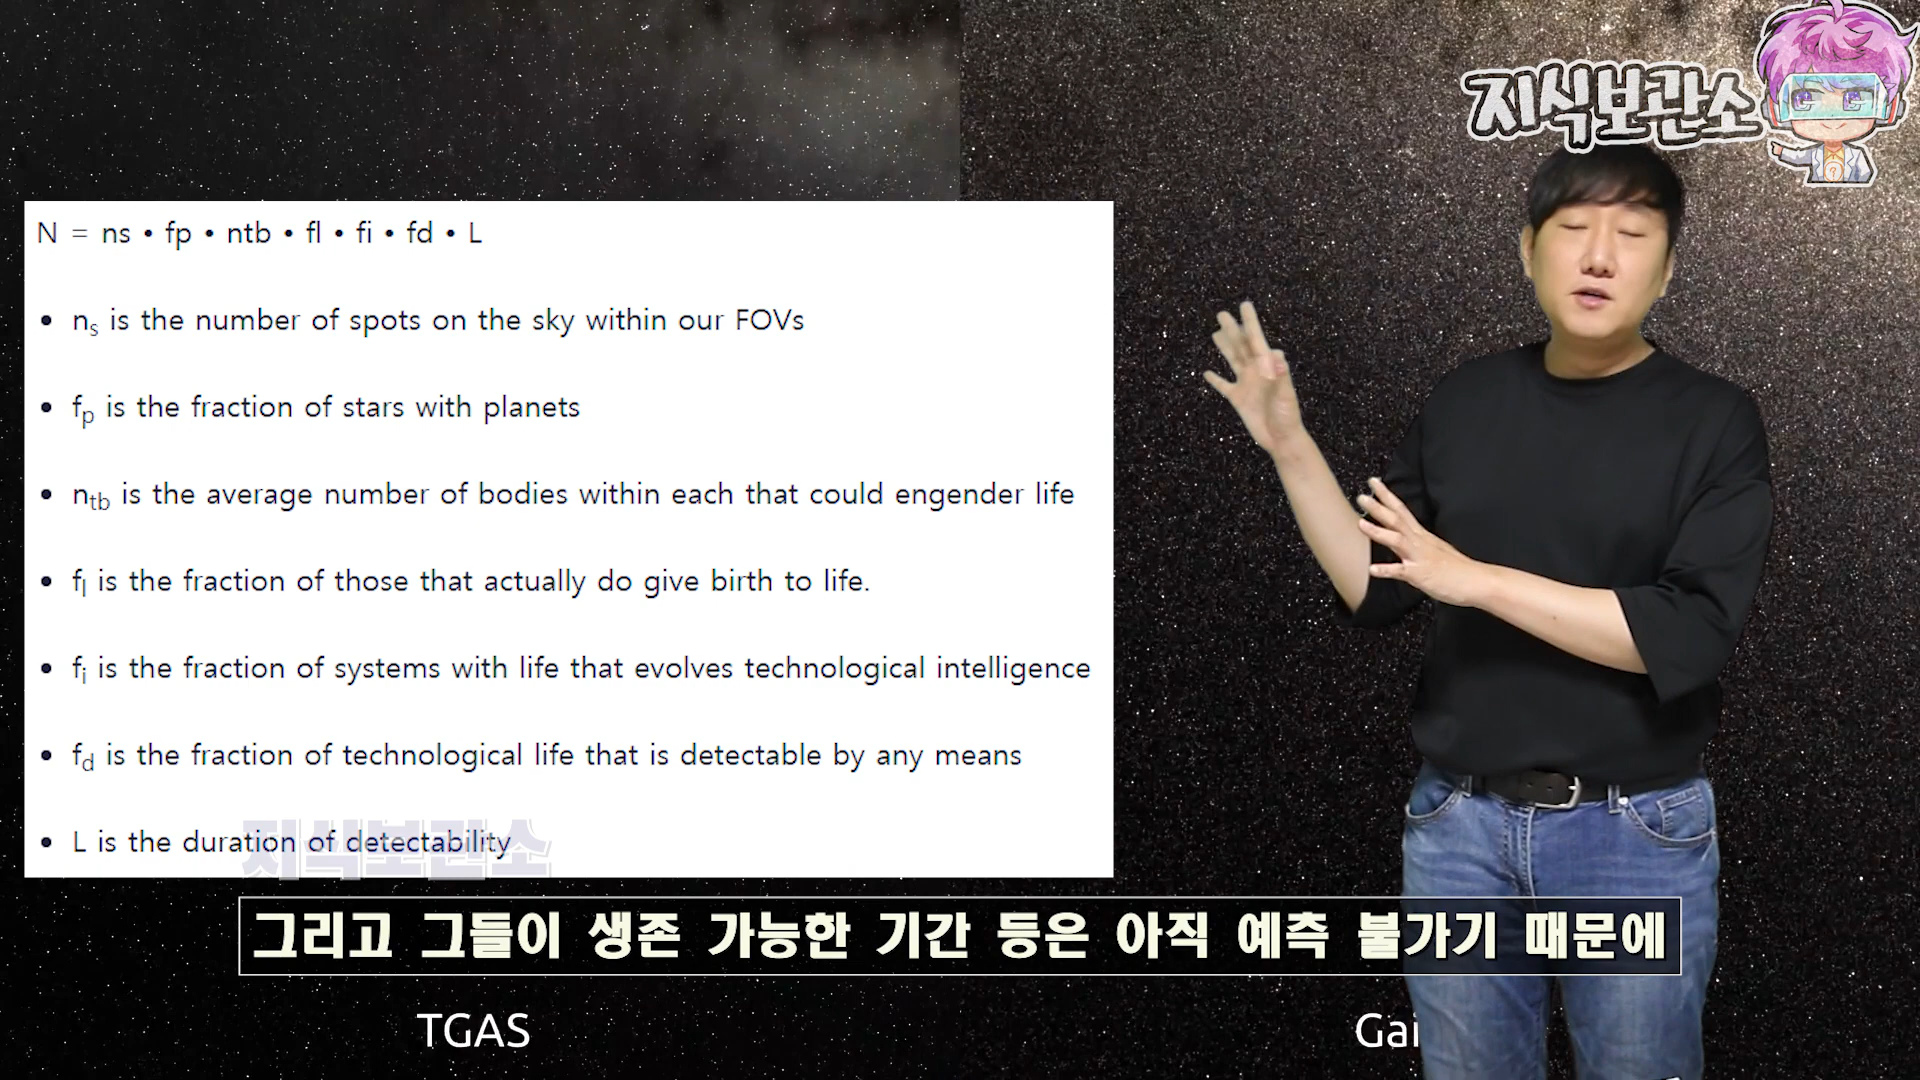 지식보관소
N = ns • fp • ntb • fl • fi • fd • L
• ns is the number of spots on the sky within our FOVs
• fp is the fraction of stars with planets
• ntb is the average number of bodies within each that could engender life
• fl is the fraction of those that actually do give birth to life.
• fi is the fraction of systems with life that evolves technological intelligence
• fd is the fraction of technological life that is detectable by any means
• L is the duration of detectability
지식보관소
그리고 그들이 생존 가능한 기간 등은 아직 예측 불가기 때문에
TGAS
Gai